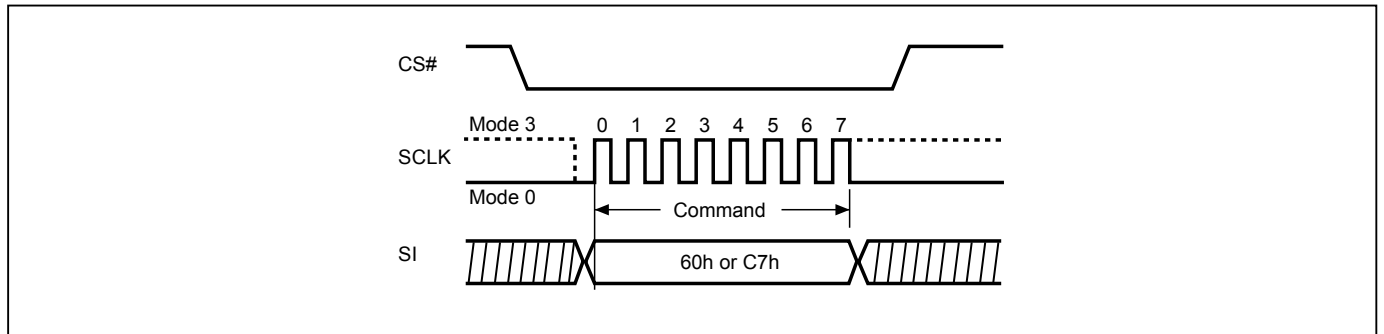 CS#
Mode 3
0 1 2 3 4 5 6 7
SCLK
Mode 0
Command
SI
60h or C7h